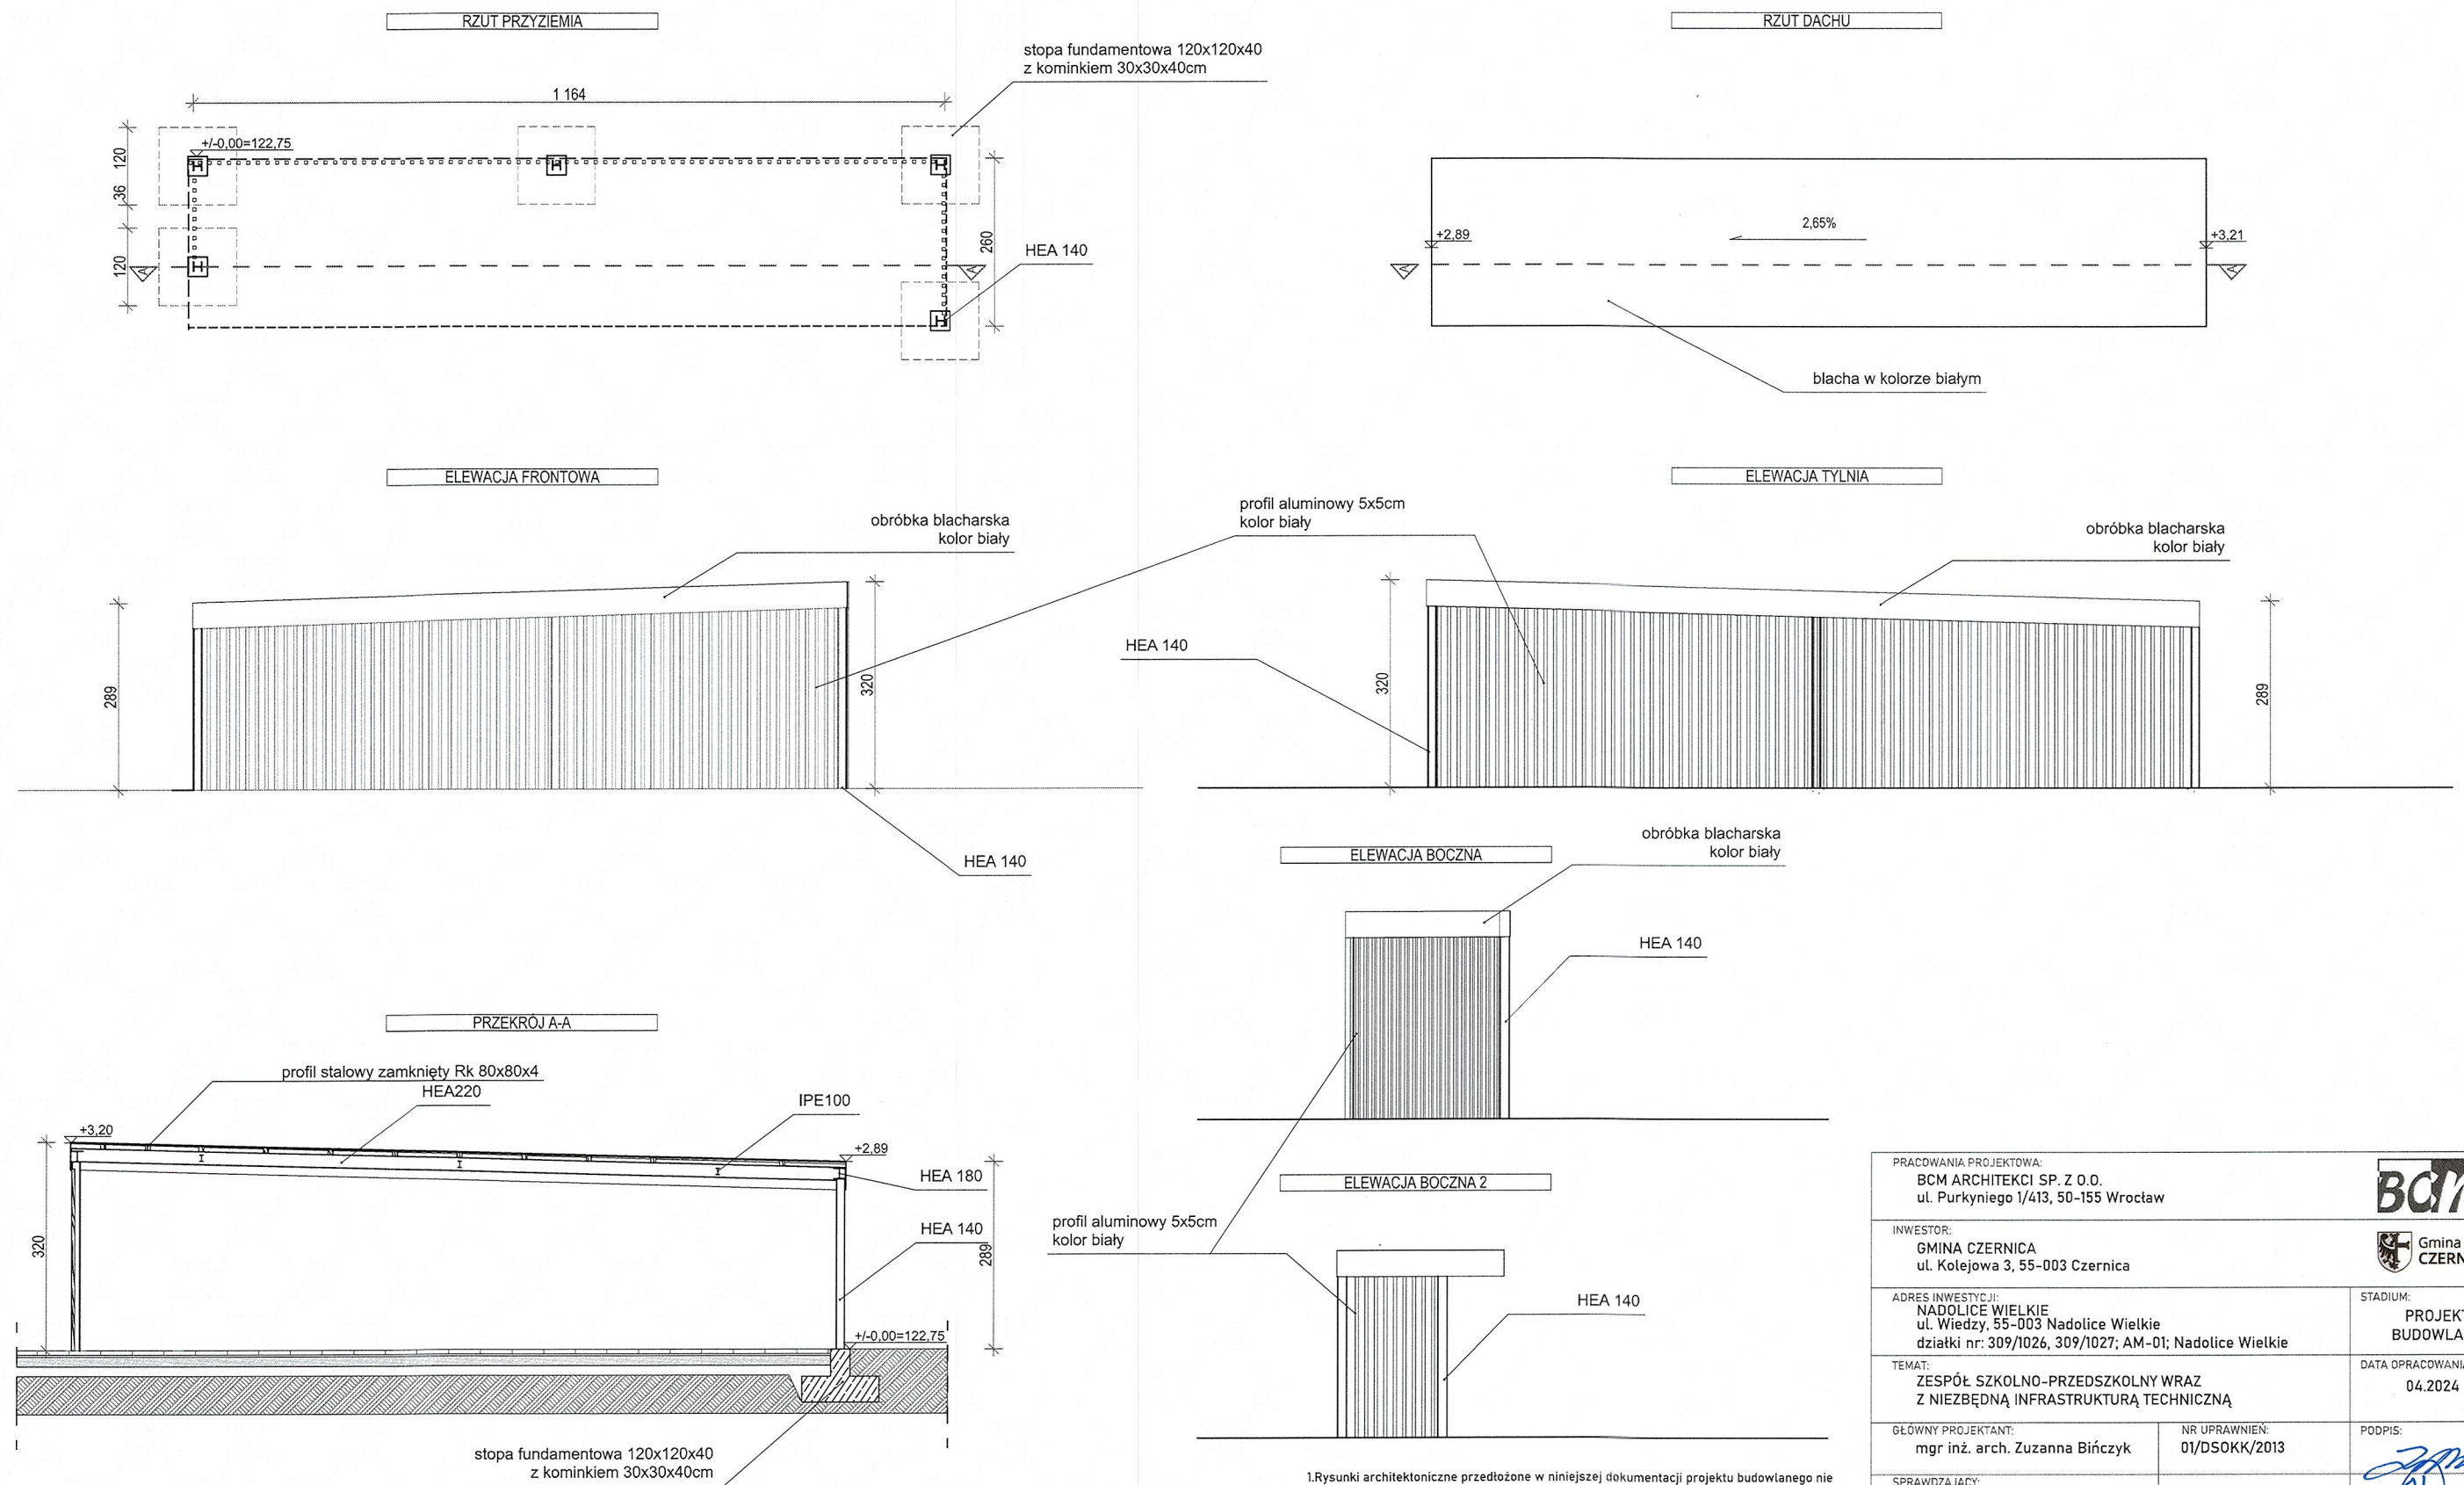 RZUT PRZYZIEMIA
stopa fundamentowa 120x120x40
z kominkiem 30x30x40cm
1 164
+/-0,00=122,75
120
36
120
260
HEA 140
A
A
RZUT DACHU
+2,89
2,65%
+3,21
A
A
blacha w kolorze białym
ELEWACJA FRONTOWA
obróbka blacharska
kolor biały
289
320
HEA 140
ELEWACJA TYLNIA
profil aluminowy 5x5cm
kolor biały
obróbka blacharska
kolor biały
HEA 140
320
289
ELEWACJA BOCZNA
obróbka blacharska
kolor biały
HEA 140
PRZEKRÓJ A-A
profil stalowy zamknięty Rk 80x80x4
HEA220
IPE100
+3,20
+2,89
HEA 180
HEA 140
320
289
+/-0,00=122,75
stopa fundamentowa 120x120x40
z kominkiem 30x30x40cm
ELEWACJA BOCZNA 2
profil aluminowy 5x5cm
kolor biały
HEA 140
1.Rysunki architektoniczne przedłożone w niniejszej dokumentacji projektu budowlanego nie
PRACOWANIA PROJEKTOWA:
BCM ARCHITEKCI SP. Z O.O.
ul. Purkyniego 1/413, 50-155 Wrocław
BCM
INWESTOR:
GMINA CZERNICA
ul. Kolejowa 3, 55-003 Czernica
Gmina
CZERN
ADRES INWESTYCJI:
NADOLICE WIELKIE
ul. Wiedzy, 55-003 Nadolice Wielkie
działki nr: 309/1026, 309/1027; AM-01; Nadolice Wielkie
STADIUM:
PROJEKT
BUDOWLA
TEMAT:
ZESPÓŁ SZKOLNO-PRZEDSZKOLNY WRAZ
Z NIEZBĘDNĄ INFRASTRUKTURĄ TECHNICZNĄ
DATA OPRACOWANIA
04.2024
GŁÓWNY PROJEKTANT:
mgr inż. arch. Zuzanna Bińczyk
NR UPRAWNIEŃ:
01/DSOKK/2013
PODPIS:
SPRAWDZAJĄCY: